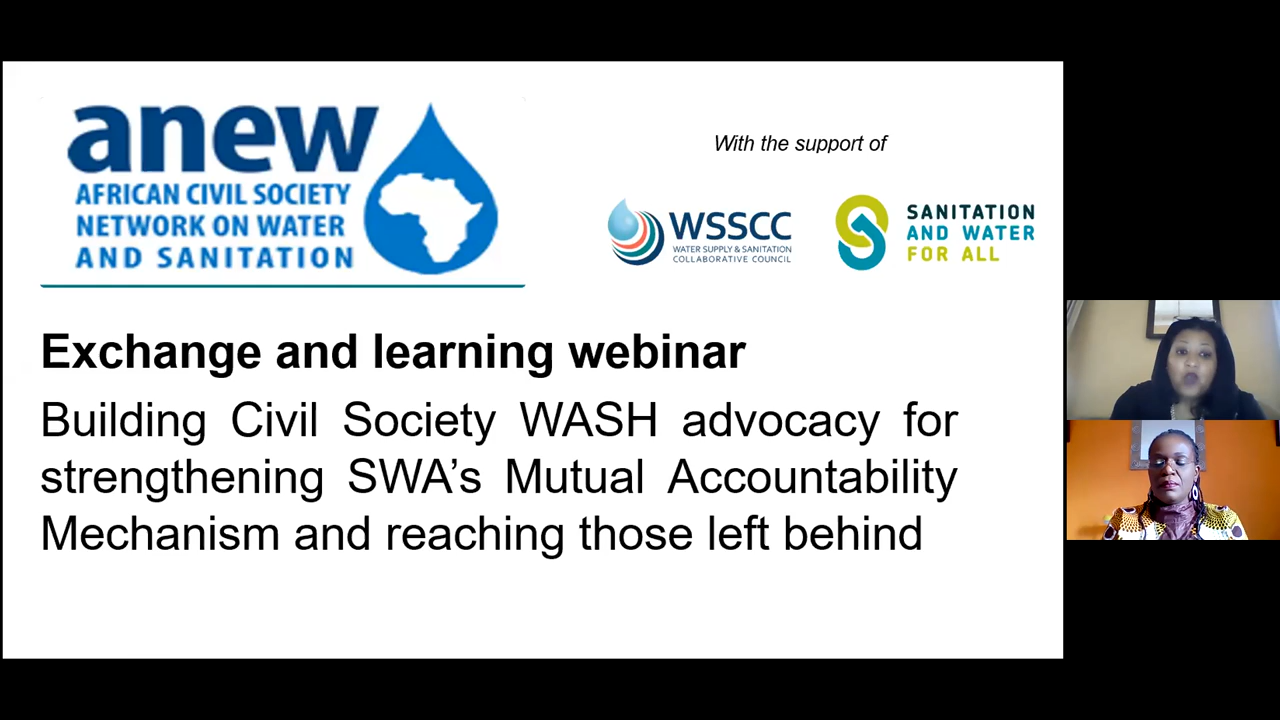 anew
AFRICAN CIVIL SOCIETY
NETWORK ON WATER
AND SANITATION
With the support of
WSSCC
WATER SUPPLY & SANITATION
COLLABORATIVE COUNCIL
SANITATION
AND WATER
FOR ALL
Exchange and learning webinar
Building Civil Society WASH advocacy for
strengthening SWA’s Mutual Accountability
Mechanism and reaching those left behind